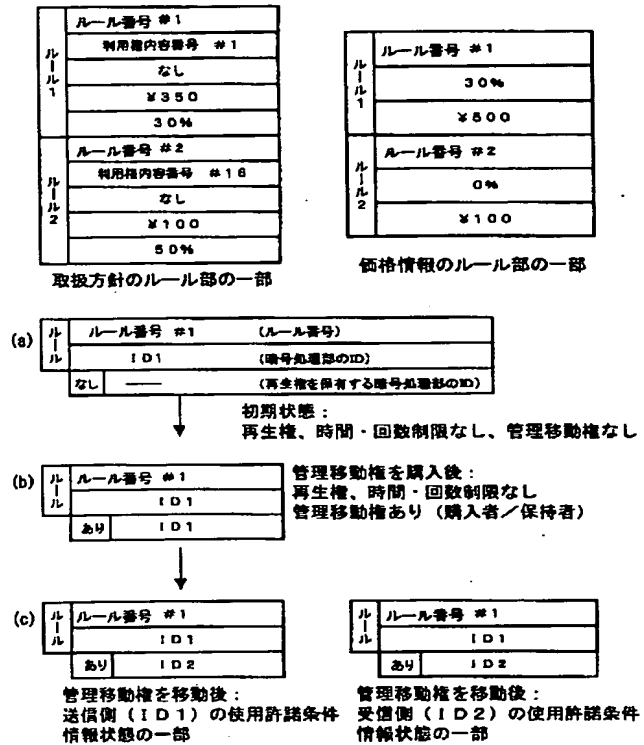 ルール1
ルール番号 #1
利用権内容番号 #1
なし
¥350
30%
ルール2
ルール番号 #2
利用権内容番号 #16
なし
¥100
50%
取扱方針のルール部の一部
ルール1
ルール番号 #1
30%
¥500
ルール2
ルール番号 #2
0%
¥100
価格情報のルール部の一部
(a)
ルール
ルール番号 #1 (ルール番号)
ID1 (暗号処理部のID)
なし —— (再生権を保有する暗号処理部のID)
初期状態:
再生権、時間・回数制限なし、管理移動権なし
(b)
ルール
ルール番号 #1
ID1
あり ID1
管理移動権を購入後:
再生権、時間・回数制限なし
管理移動権あり(購入者/保持者)
(c)
ルール
ルール番号 #1
ID1
あり ID2
管理移動権を移動後:
送信側(ID1)の使用許諾条件
情報状態の一部
ルール
ルール番号 #1
ID1
あり ID2
管理移動権を移動後:
受信側(ID2)の使用許諾条件
情報状態の一部